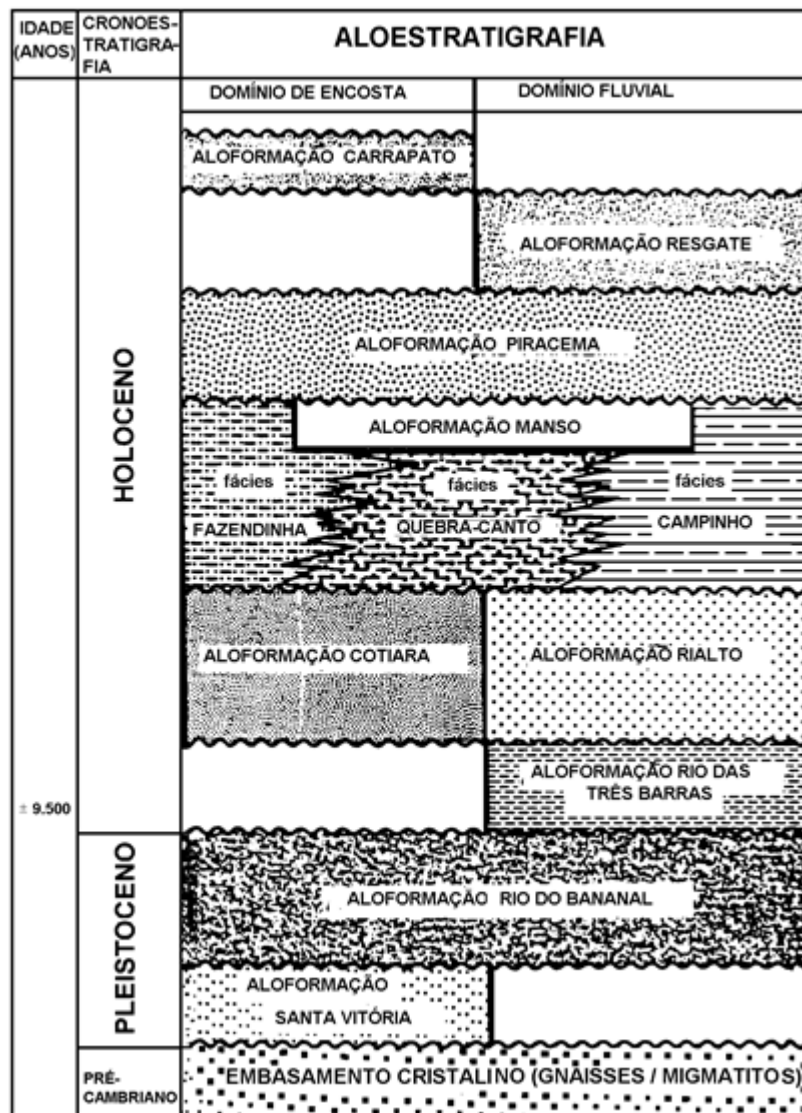 IDADE
(ANOS)
CRONOES-
TRATIGRA-
FIA
ALOESTRATIGRAFIA
DOMÍNIO DE ENCOSTA
DOMÍNIO FLUVIAL
HOLOCENO
ALOFORMAÇÃO CARRAPATO
ALOFORMAÇÃO RESGATE
ALOFORMAÇÃO PIRACEMA
ALOFORMAÇÃO MANSO
fácies
FAZENDINHA
fácies
QUEBRA-CANTO
fácies
CAMPINHO
ALOFORMAÇÃO COTIARA
ALOFORMAÇÃO RIALTO
ALOFORMAÇÃO RIO DAS
TRÊS BARRAS
± 9.500
PLEISTOCENO
ALOFORMAÇÃO RIO DO BANANAL
ALOFORMAÇÃO
SANTA VITÓRIA
PRÉ-
CAMBRIANO
EMBASAMENTO CRISTALINO (GNAISSES / MIGMATITOS)